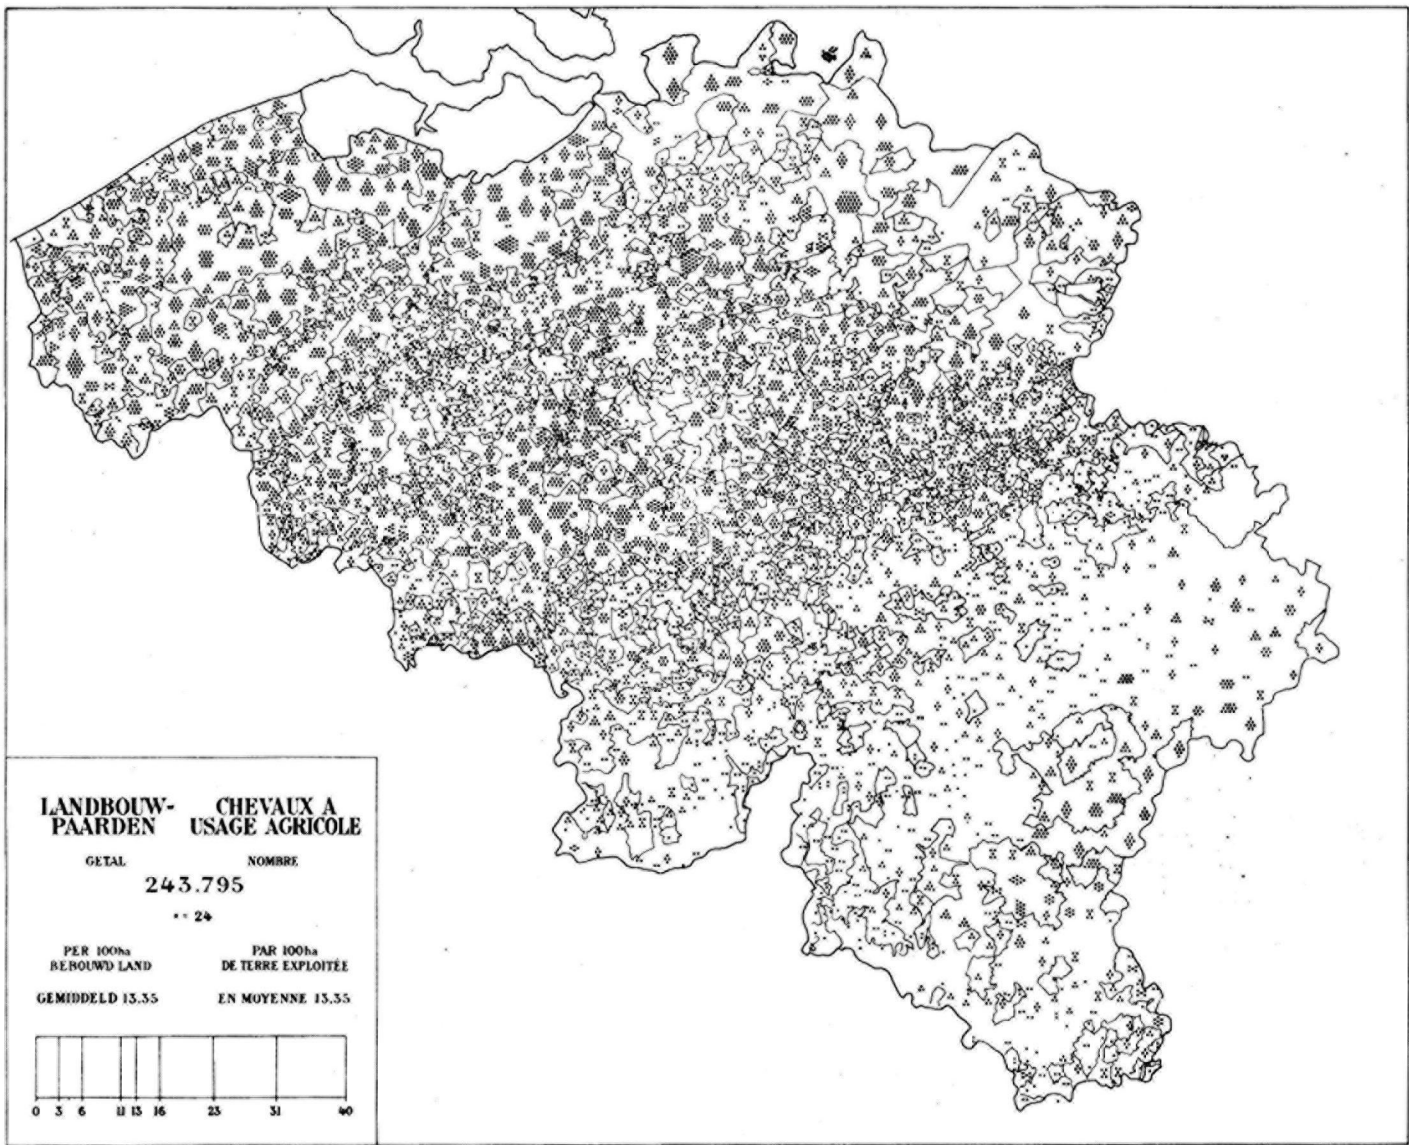 LANDBOUW-
PAARDEN
CHEVAUX A
USAGE AGRICOLE
GETAL
NOMBRE
243.795
• = 24
PER 100ha
BEBOUWD LAND
PAR 100ha
DE TERRE EXPLOITÉE
GEMIDDELD 13.35
EN MOYENNE 13.35
0 3 6 11 13 16 23 31 40